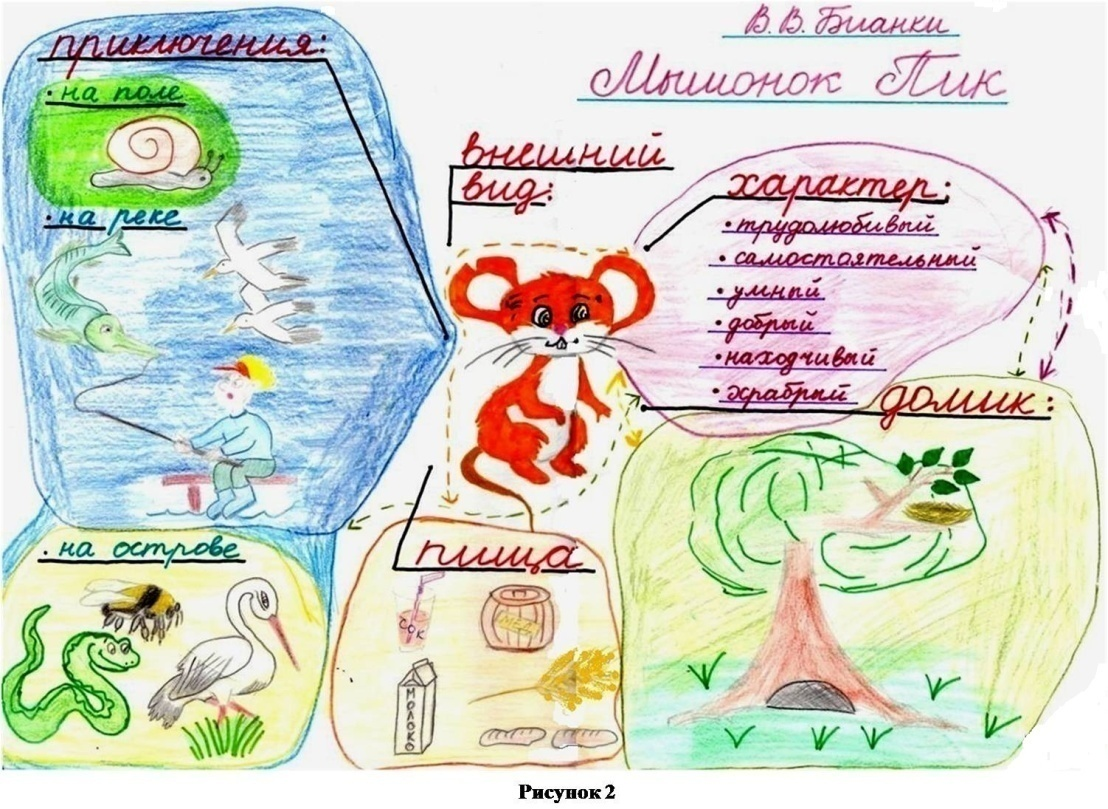 В. В. Бианки
Мышонок Пик
приключения:
• на поле
• на реке
внешний
вид:
характер:
• трудолюбивый
• самостоятельный
• умный
• добрый
• находчивый
• храбрый
домик:
• на острове
пища
СОК
МОЛОКО
Рисунок 2